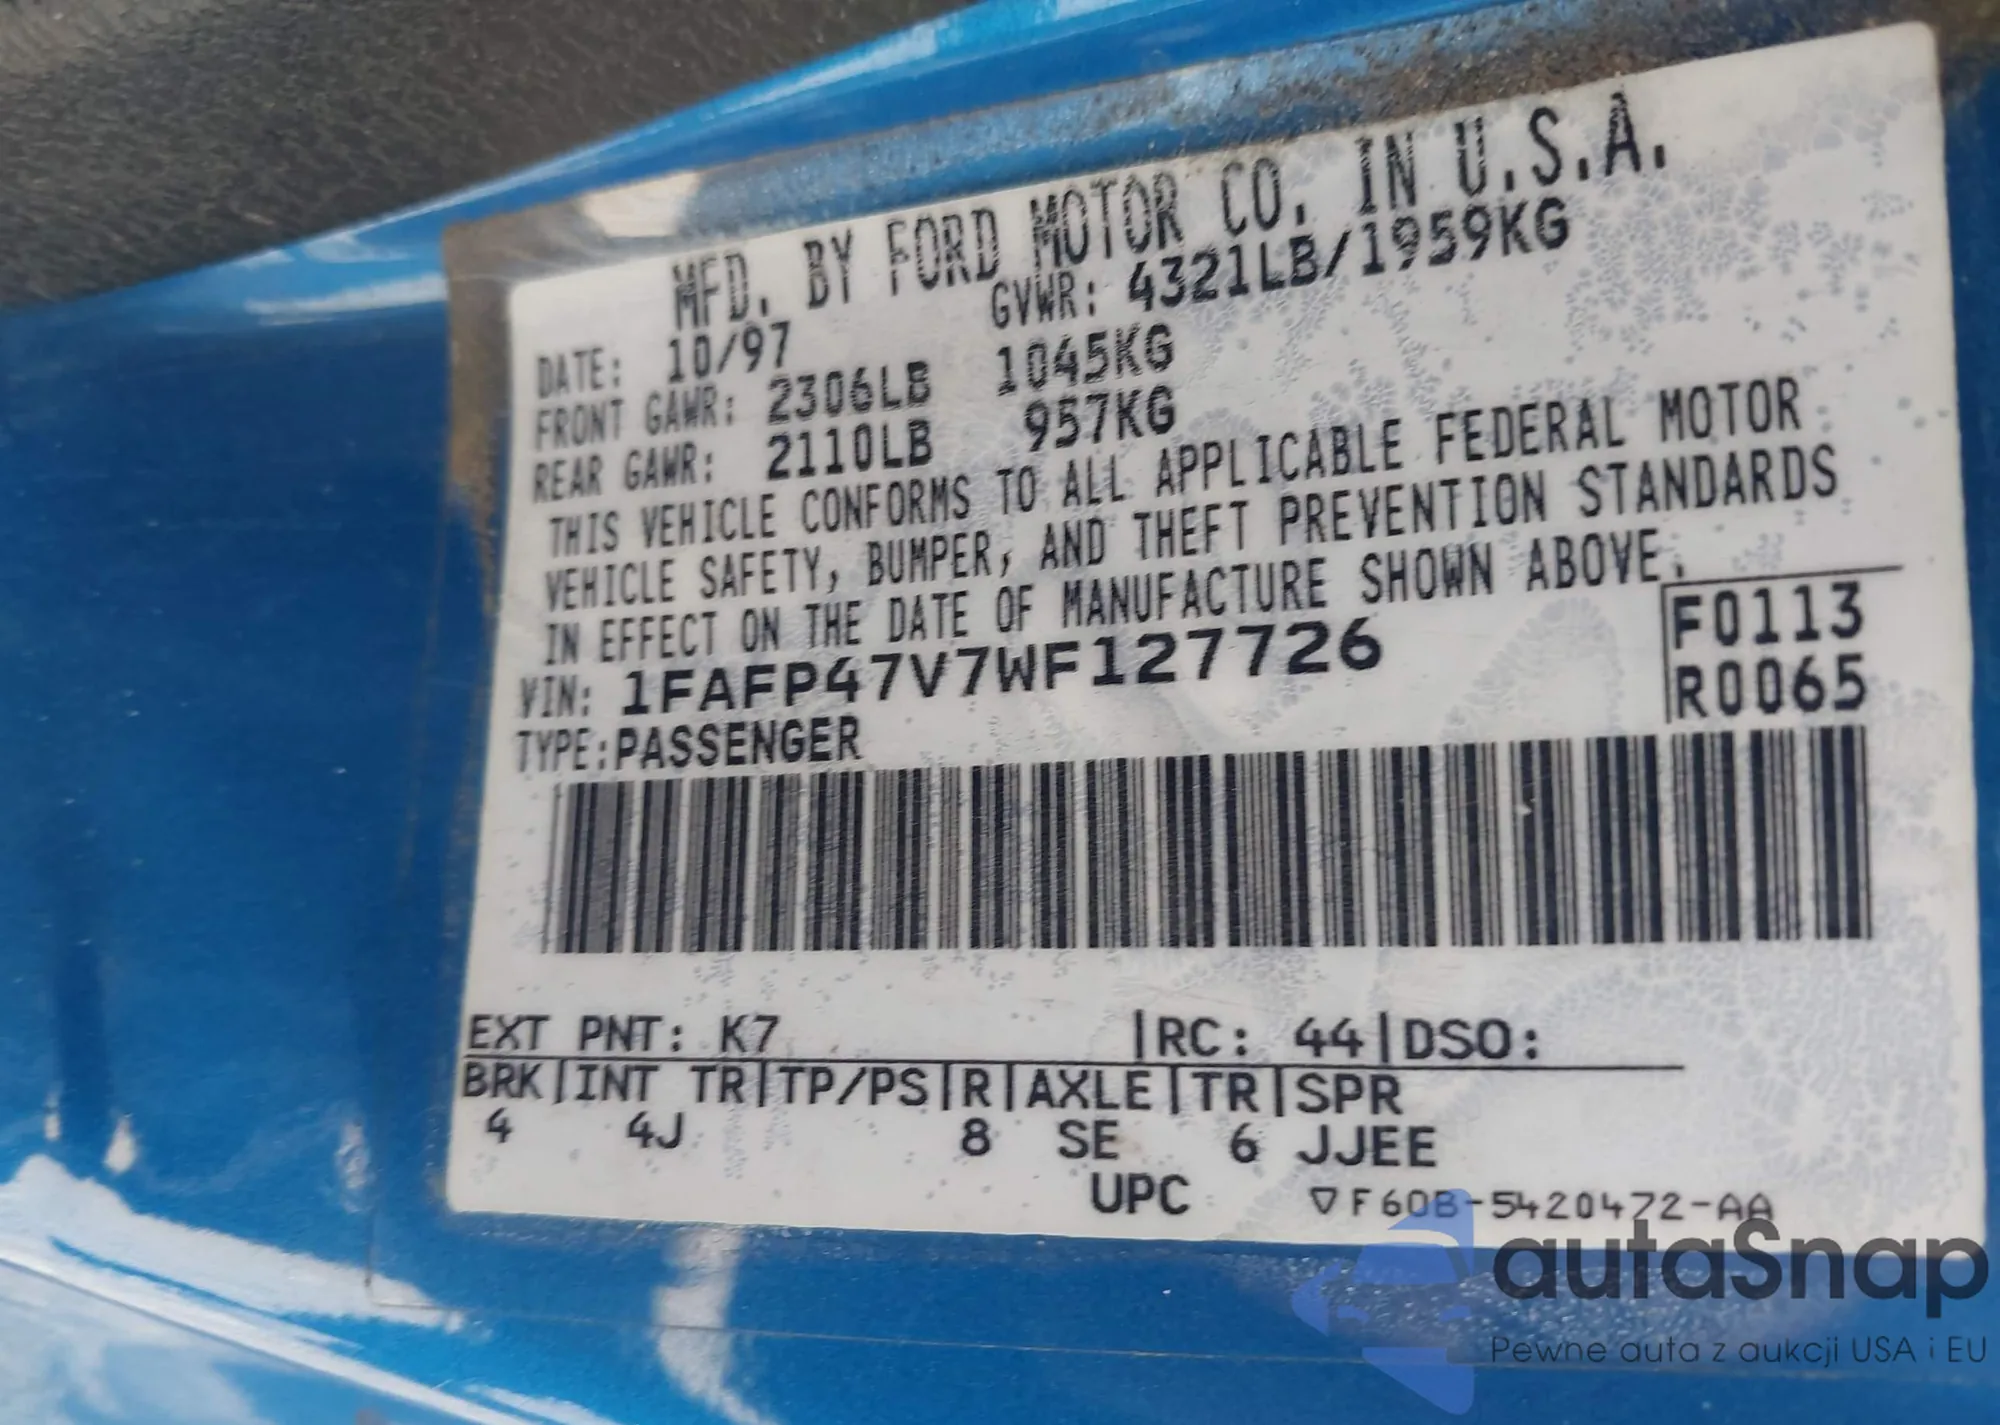 MFD. BY FORD MOTOR CO. IN U.S.A.
DATE: 10/97 GVWR: 4321LB/1959KG
FRONT GAWR: 2306LB 1045KG
REAR GAWR: 2110LB 957KG
THIS VEHICLE CONFORMS TO ALL APPLICABLE FEDERAL MOTOR
VEHICLE SAFETY, BUMPER, AND THEFT PREVENTION STANDARDS
IN EFFECT ON THE DATE OF MANUFACTURE SHOWN ABOVE.
VIN: 1FAFP47V7WF127726
F0113
R0065
TYPE:PASSENGER
EXT PNT: K7 |RC: 44|DSO:
BRK|INT TR|TP/PS|R|AXLE|TR|SPR
4 4J 8 SE 6 JJEE
UPC ▽F60B-5420472-AA
autaSnap
Pewne auta z aukcji USA i EU